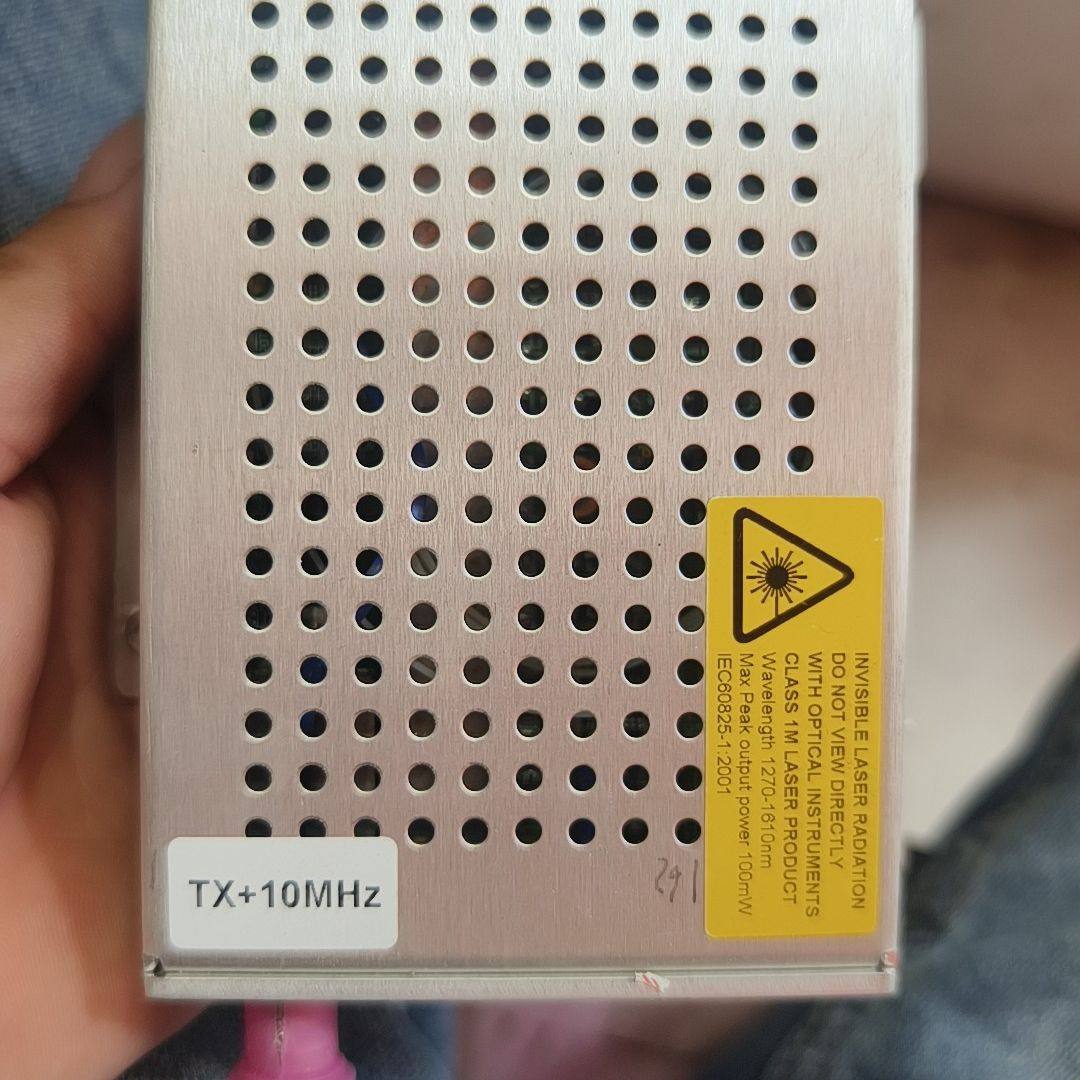 INVISIBLE LASER RADIATION
DO NOT VIEW DIRECTLY
WITH OPTICAL INSTRUMENTS
CLASS 1M LASER PRODUCT
Wavelength 1270-1610nm
Max Peak output power 100mW
IEC60825-1:2001
TX+10MHz